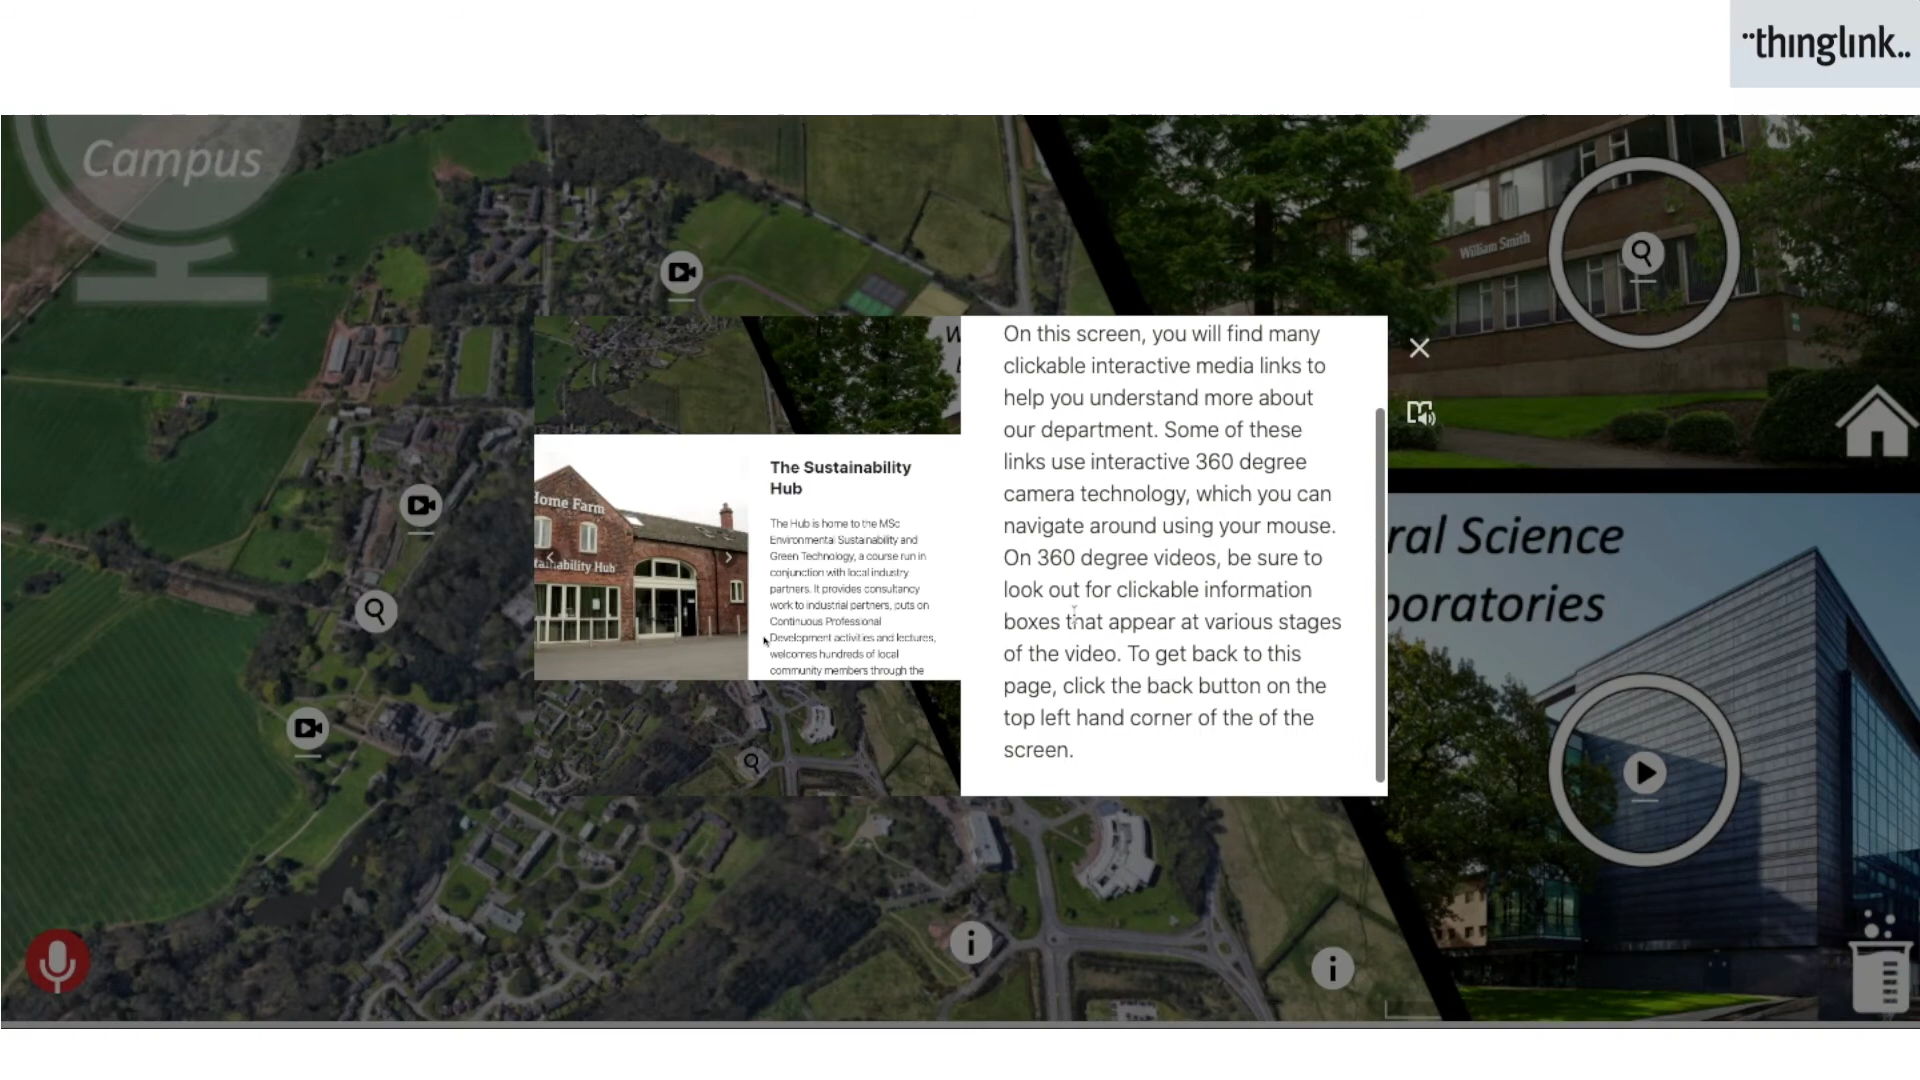 ¨thınglınk..
Campus
William Smith
W
On this screen, you will find many
clickable interactive media links to
help you understand more about
our department. Some of these
links use interactive 360 degree
camera technology, which you can
navigate around using your mouse.
On 360 degree videos, be sure to
look out for clickable information
boxes that appear at various stages
of the video. To get back to this
page, click the back button on the
top left hand corner of the of the
screen.
Home Farm
tainability Hub
The Sustainability
Hub
The Hub is home to the MSc
Environmental Sustainability and
Green Technology, a course run in
conjunction with local industry
partners. It provides consultancy
work to industrial partners, puts on
Continuous Professional
Development activities and lectures,
welcomes hundreds of local
community members through the
ral Science
boratories